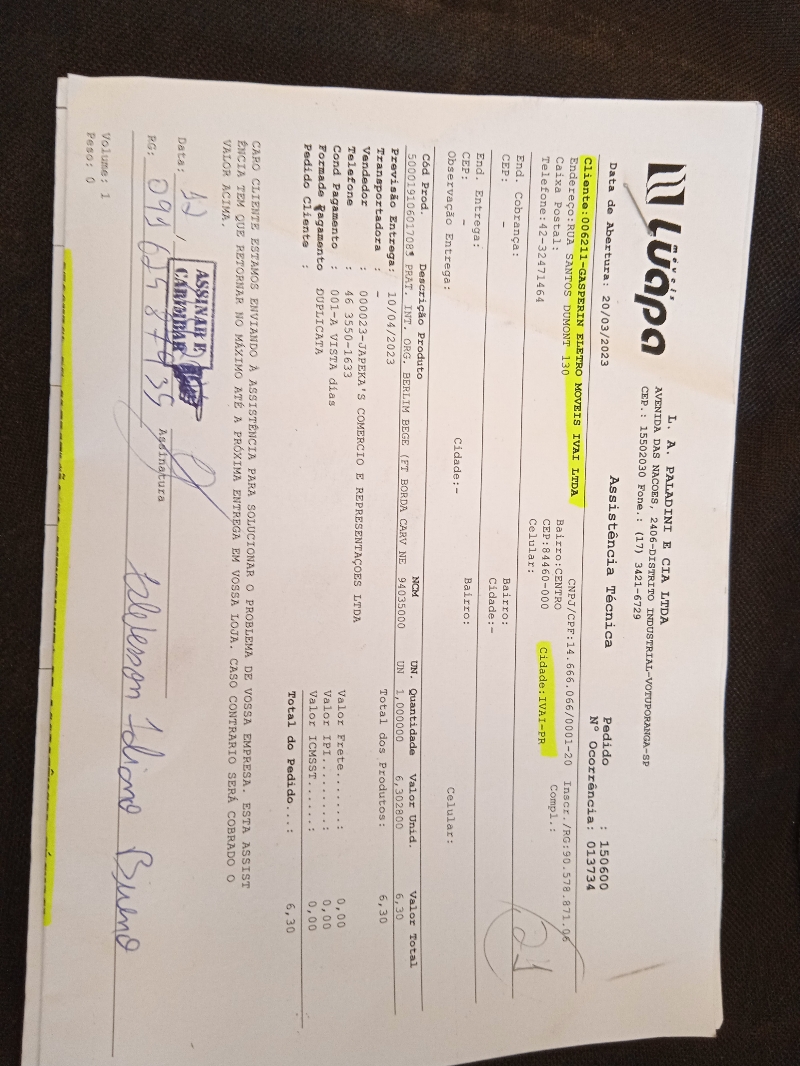 móveis
Luapa
L. A. PALADINI E CIA LTDA
AVENIDA DAS NACOES, 2406-DISTRITO INDUSTRIAL-VOTUPORANGA-SP
CEP.: 15502030 Fone.: (17) 3421-6729
Data de Abertura: 20/03/2023 Assistência Técnica Pedido : 150600
N° Ocorrência: 013734
Cliente:006211-GASPERIN ELETRO MOVEIS IVAI LTDA CNPJ/CPF:14.666.066/0001-20 Inscr./RG:90.578.871.06
Endereço:RUA SANTOS DUMONT 130 Bairro:CENTRO Compl.:
Caixa Postal: CEP:84460-000 Cidade:IVAI-PR
Telefone:42-32471464 Celular:
21
End. Cobrança: Bairro:
CEP: Cidade:-
End. Entrega: Bairro:
CEP: - Cidade:- Celular:
Observação Entrega:
Cód Prod. Descrição Produto NCM UN. Quantidade Valor Unid. Valor Total
50001910601708 PRAT. INT. ORG. BERLIM BEGE (FT BORDA CARV NE 94035000 UN 1,000000 6,302800 6,30
Previsão Entrega: 10/04/2023 Total dos Produtos: 6,30
Transportadora : -
Vendedor : 000023-JAPEKA'S COMERCIO E REPRESENTAÇOES LTDA
Telefone : 46 3550-1633 Valor Frete.......: 0,00
Cond Pagamento : 001-A VISTA dias Valor IPI.........: 0,00
Formade Pagamento DUPLICATA Valor ICMSST......: 0,00
Pedido Cliente : Total do Pedido...: 6,30
CARO CLIENTE ESTAMOS ENVIANDO À ASSISTÊNCIA PARA SOLUCIONAR O PROBLEMA DE VOSSA EMPRESA. ESTA ASSIST
ÊNCIA TEM QUE RETORNAR NO MÁXIMO ATÉ A PRÓXIMA ENTREGA EM VOSSA LOJA. CASO CONTRARIO SERÁ COBRADO O
VALOR ACIMA.
ASSINAR E
CARIMBAR
Data: 12 /
RG: Assinatura
Bueno
Volume: 1
Peso: 0